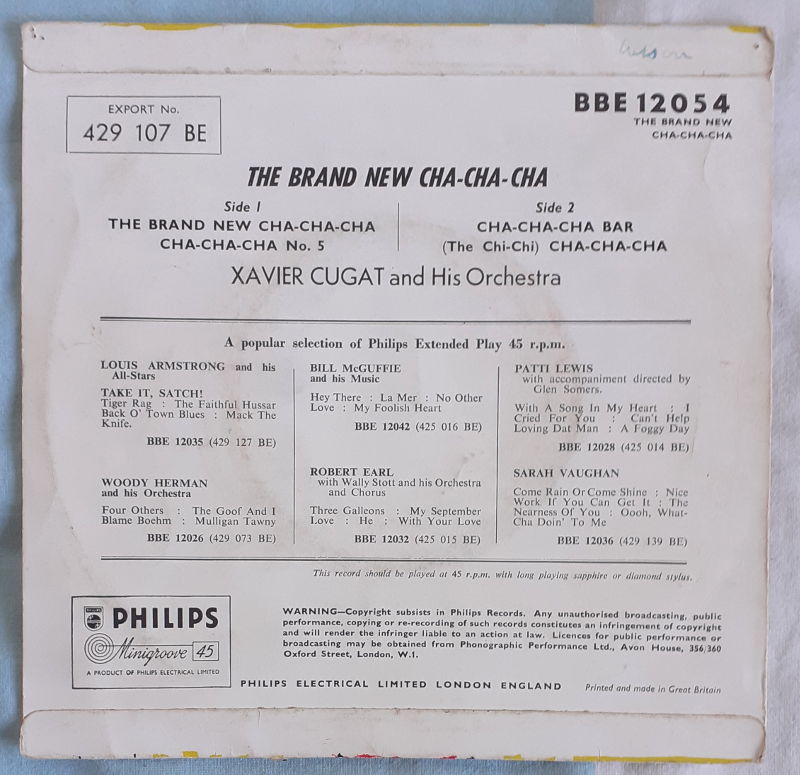 EXPORT No.
429 107 BE
BBE 12054
THE BRAND NEW
CHA-CHA-CHA
THE BRAND NEW CHA-CHA-CHA
Side 1
THE BRAND NEW CHA-CHA-CHA
CHA-CHA-CHA No. 5
Side 2
CHA-CHA-CHA BAR
(The Chi-Chi) CHA-CHA-CHA
XAVIER CUGAT and His Orchestra
A popular selection of Philips Extended Play 45 r.p.m.
LOUIS ARMSTRONG and his
All-Stars
TAKE IT, SATCH!
Tiger Rag : The Faithful Hussar
Back O' Town Blues : Mack The
Knife.
BBE 12035 (429 127 BE)
WOODY HERMAN
and his Orchestra
Four Others : The Goof And I
Blame Boehm : Mulligan Tawny
BBE 12026 (429 073 BE)
BILL McGUFFIE
and his Music
Hey There : La Mer : No Other
Love : My Foolish Heart
BBE 12042 (425 016 BE)
ROBERT EARL
with Wally Stott and his Orchestra
and Chorus
Three Galleons : My September
Love : He : With Your Love
BBE 12032 (425 015 BE)
PATTI LEWIS
with accompaniment directed by
Glen Somers.
With A Song In My Heart : I
Cried For You : Can't Help
Loving Dat Man : A Foggy Day
BBE 12028 (425 014 BE)
SARAH VAUGHAN
Come Rain Or Come Shine : Nice
Work If You Can Get It : The
Nearness Of You : Oooh, What-
Cha Doin' To Me
BBE 12036 (429 139 BE)
This record should be played at 45 r.p.m. with long playing sapphire or diamond stylus.
PHILIPS
Minigroove 45
A PRODUCT OF PHILIPS ELECTRICAL LIMITED
WARNING—Copyright subsists in Philips Records. Any unauthorised broadcasting, public
performance, copying or re-recording of such records constitutes an infringement of copyright
and will render the infringer liable to an action at law. Licences for public performance or
broadcasting may be obtained from Phonographic Performance Ltd., Avon House, 356/360
Oxford Street, London, W.1.
PHILIPS ELECTRICAL LIMITED LONDON ENGLAND
Printed and made in Great Britain